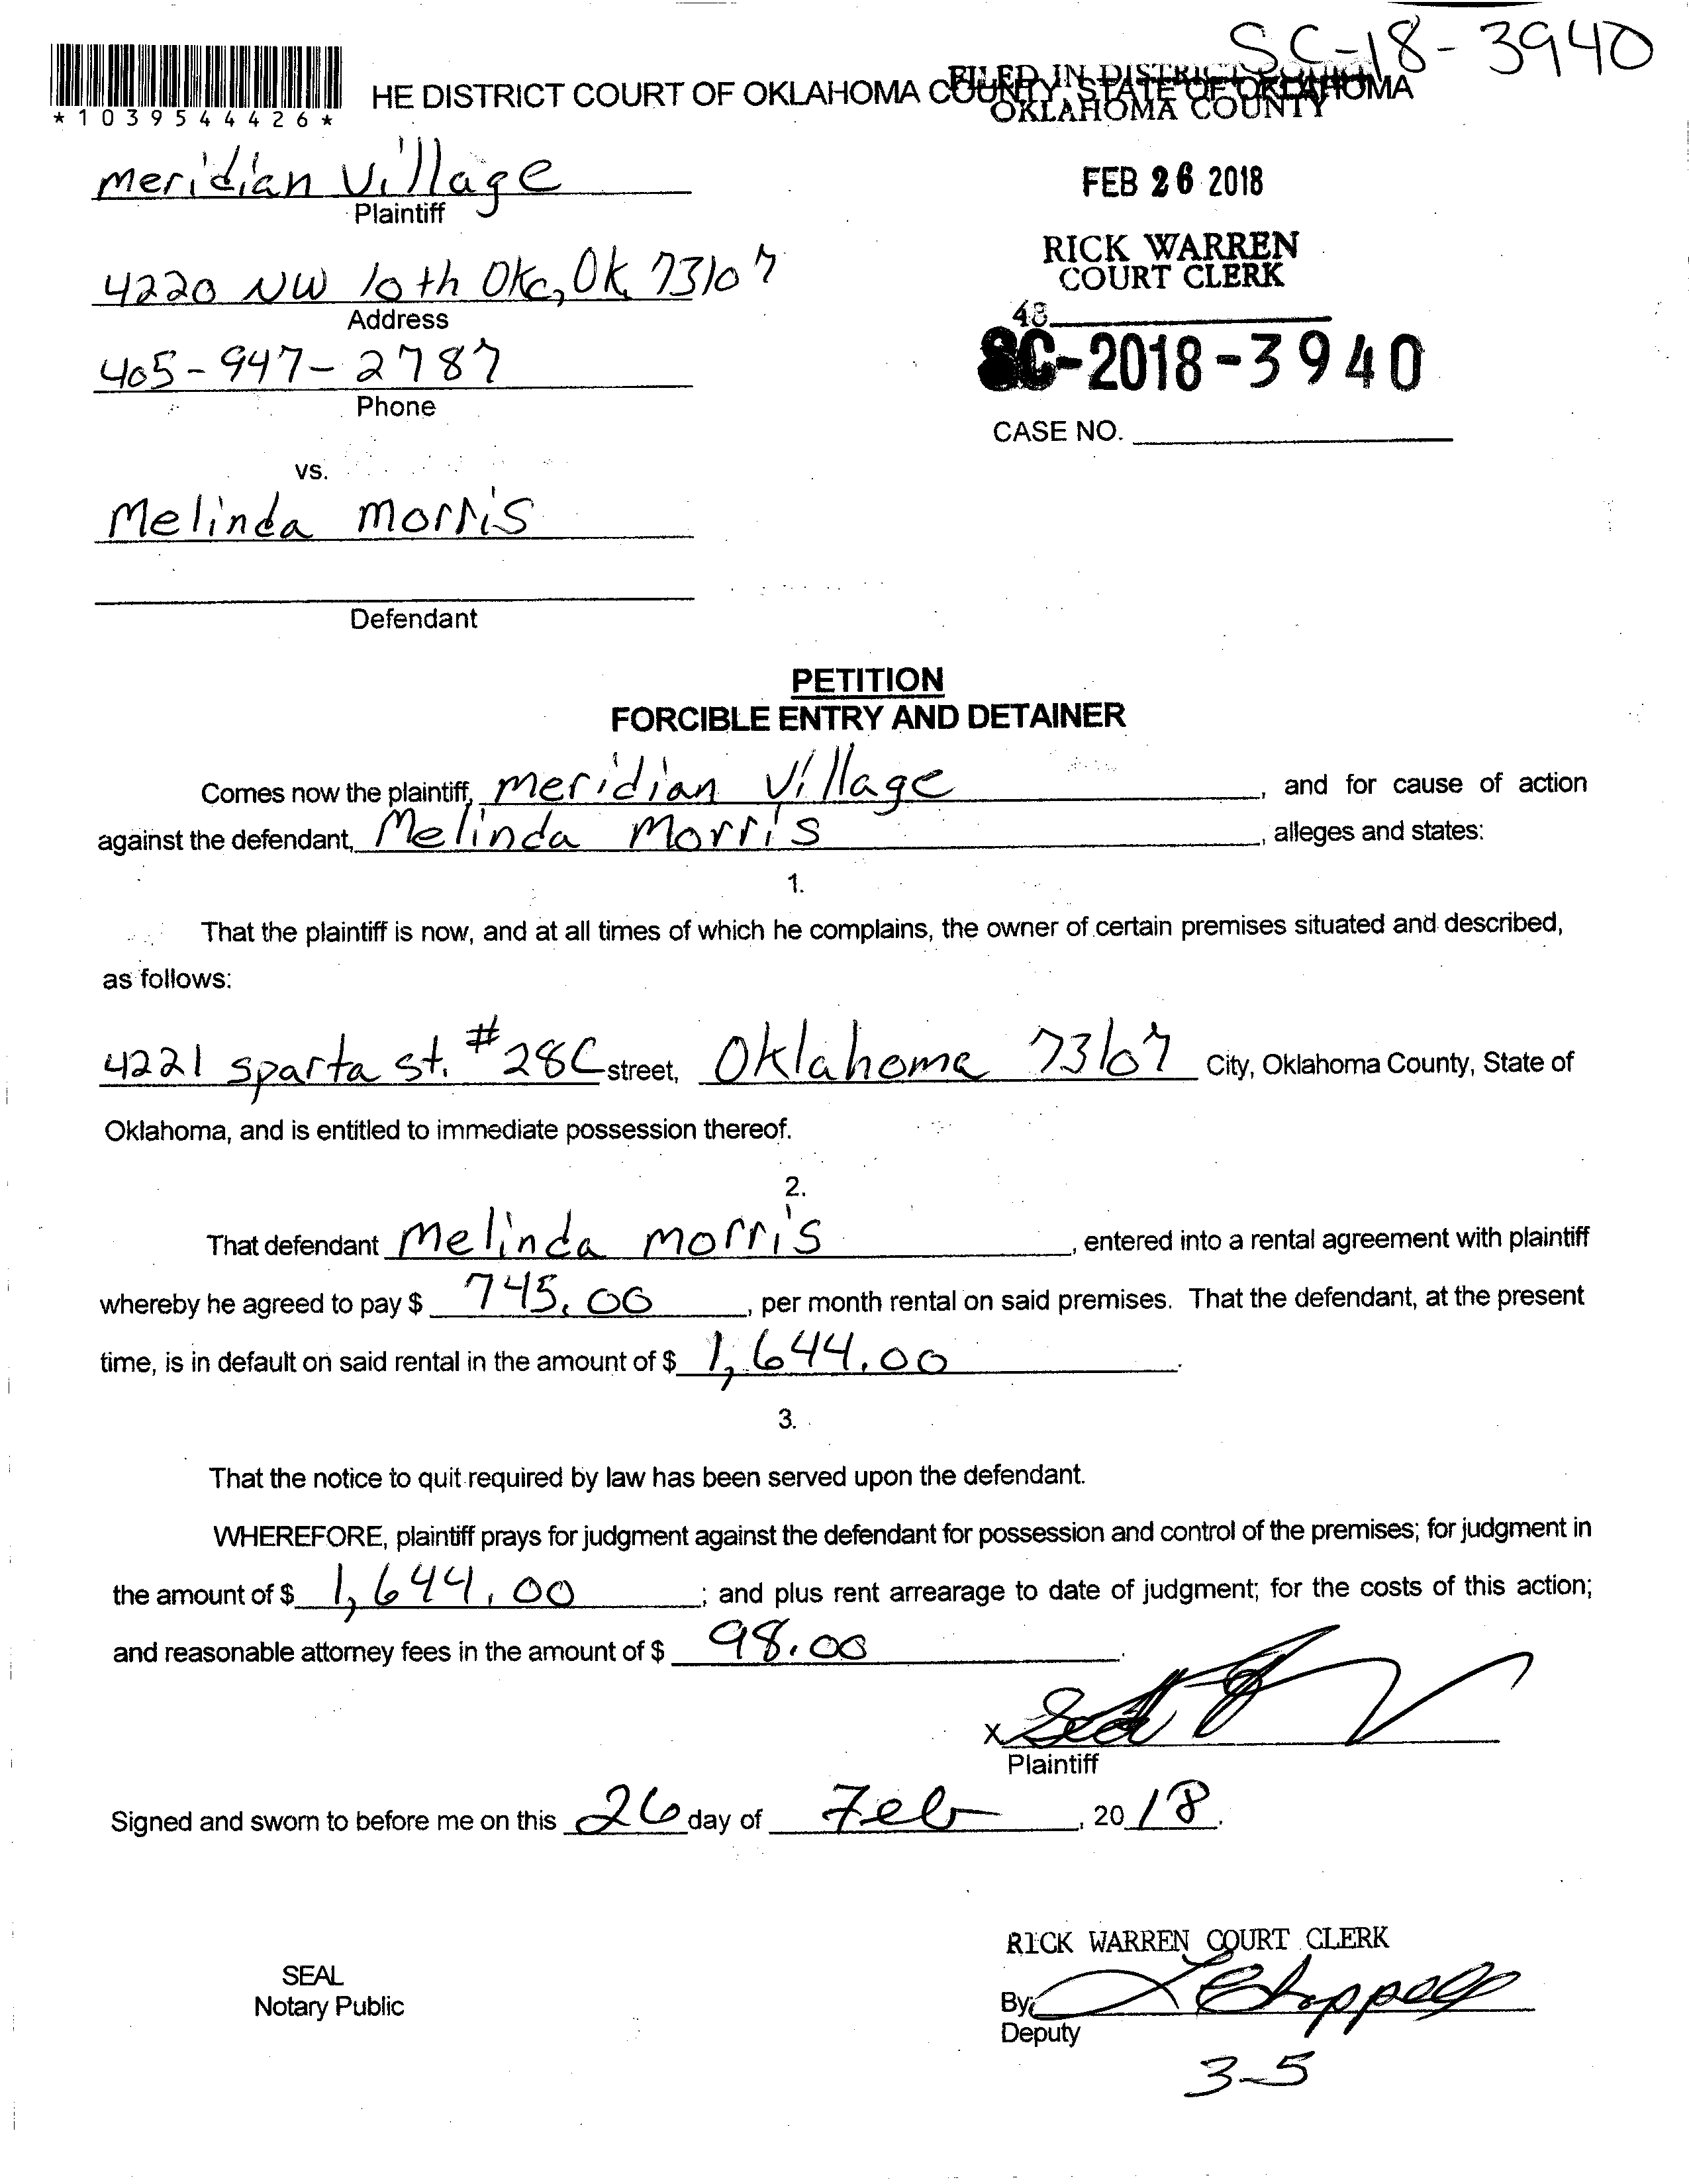 SC-18-3940
*1039544426*
HE DISTRICT COURT OF OKLAHOMA COUNTY, STATE OF OKLAHOMA
FILED IN DISTRICT COURT
OKLAHOMA COUNTY
meridian Village
Plaintiff
FEB 26 2018
RICK WARREN
COURT CLERK
4220 NW 10th Okc, Ok 73107
Address
48
405-947-2787
Phone
SC-2018-3940
CASE NO.
vs.
Melinda morris
Defendant
PETITION
FORCIBLE ENTRY AND DETAINER
Comes now the plaintiff, meridian Village, and for cause of action
against the defendant, Melinda Morris, alleges and states:
1.
That the plaintiff is now, and at all times of which he complains, the owner of certain premises situated and described,
as follows:
4221 sparta st. #28C street, Oklahoma 73107 City, Oklahoma County, State of
Oklahoma, and is entitled to immediate possession thereof.
2.
That defendant Melinda morris, entered into a rental agreement with plaintiff
whereby he agreed to pay $ 745.00, per month rental on said premises. That the defendant, at the present
time, is in default on said rental in the amount of $ 1,644.00.
3.
That the notice to quit required by law has been served upon the defendant.
WHEREFORE, plaintiff prays for judgment against the defendant for possession and control of the premises; for judgment in
the amount of $ 1,644.00; and plus rent arrearage to date of judgment; for the costs of this action;
and reasonable attorney fees in the amount of $ 98.00.
X
Plaintiff
Signed and sworn to before me on this 26 day of Feb, 2018.
RICK WARREN COURT CLERK
SEAL
Notary Public
By: L Chappell
Deputy
3-5